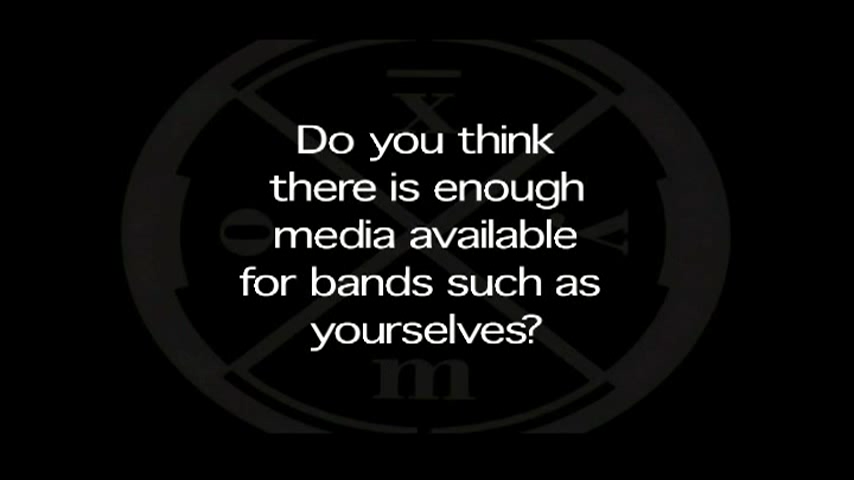 Do you think
there is enough
media available
for bands such as
yourselves?
x
o
v
m